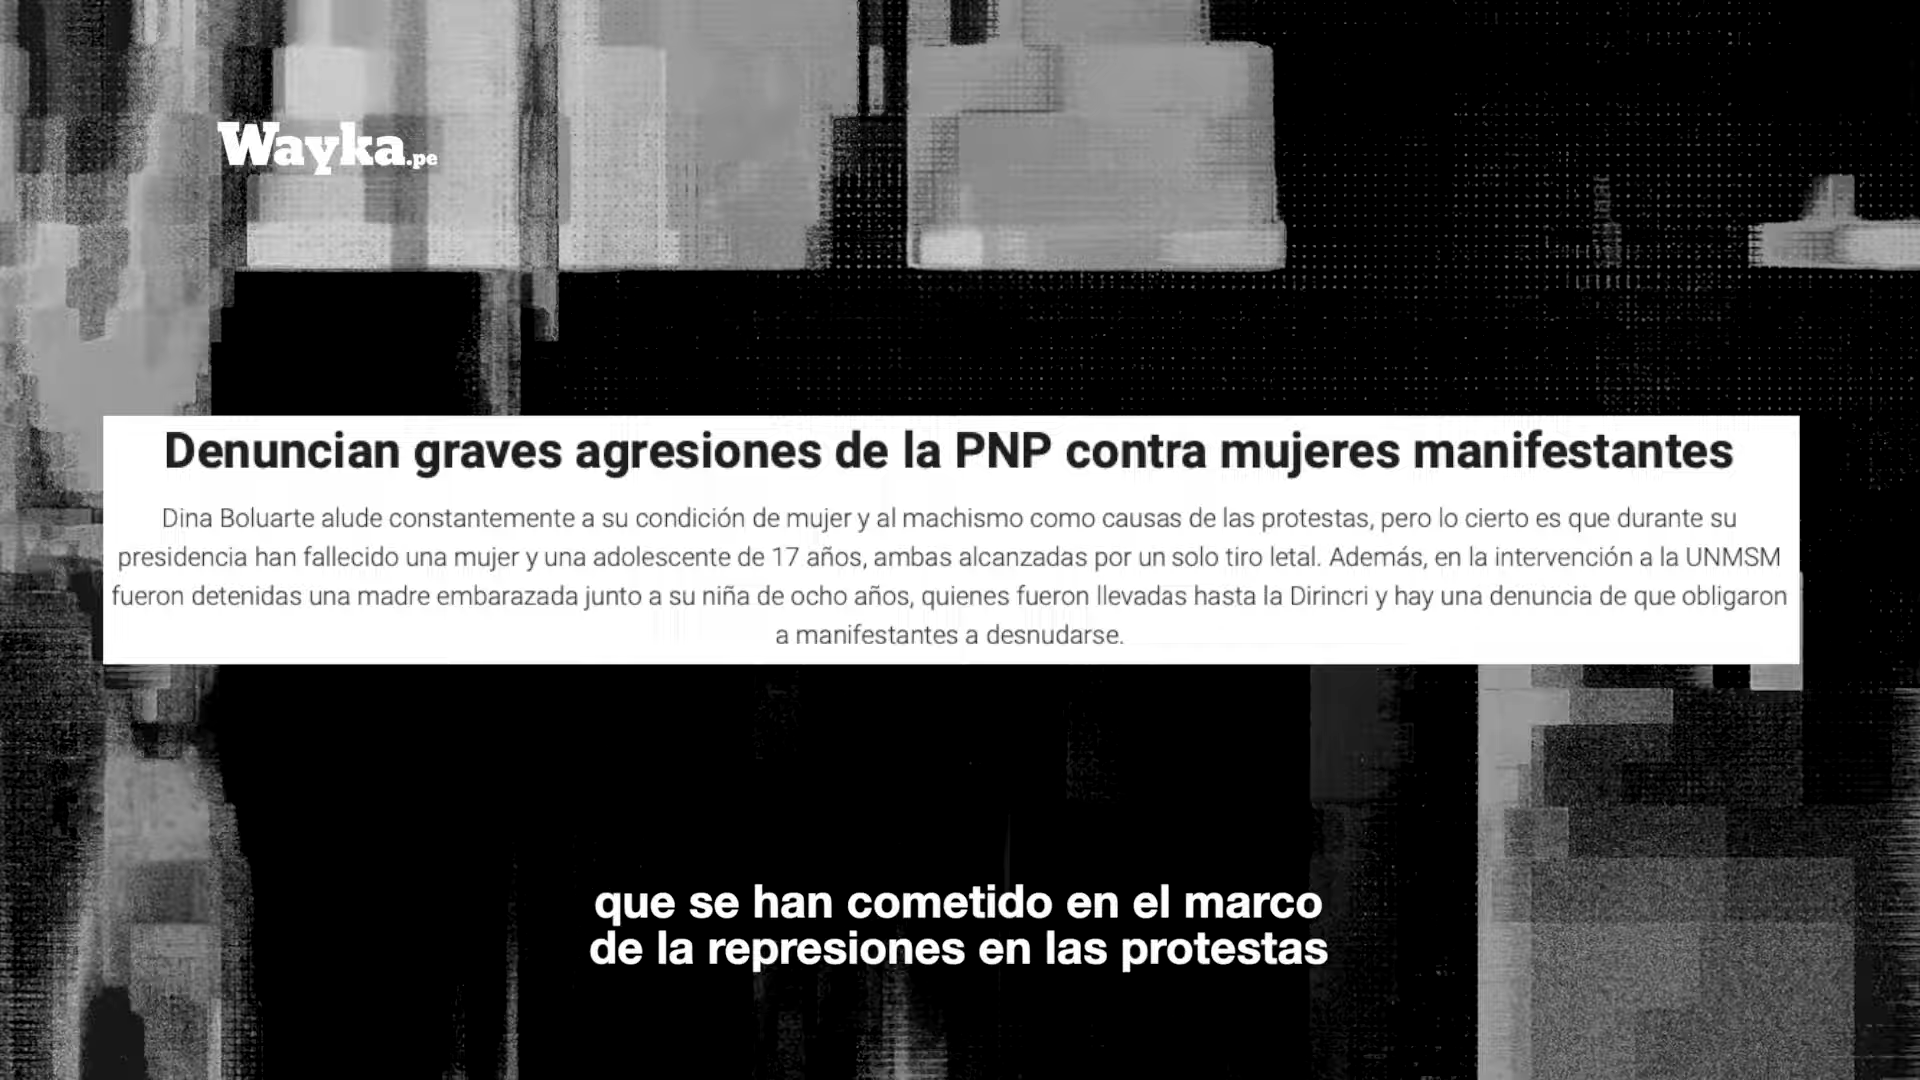 Wayka.pe
Denuncian graves agresiones de la PNP contra mujeres manifestantes
Dina Boluarte alude constantemente a su condición de mujer y al machismo como causas de las protestas, pero lo cierto es que durante su
presidencia han fallecido una mujer y una adolescente de 17 años, ambas alcanzadas por un solo tiro letal. Además, en la intervención a la UNMSM
fueron detenidas una madre embarazada junto a su niña de ocho años, quienes fueron llevadas hasta la Dirincri y hay una denuncia de que obligaron
a manifestantes a desnudarse.
que se han cometido en el marco
de la represiones en las protestas